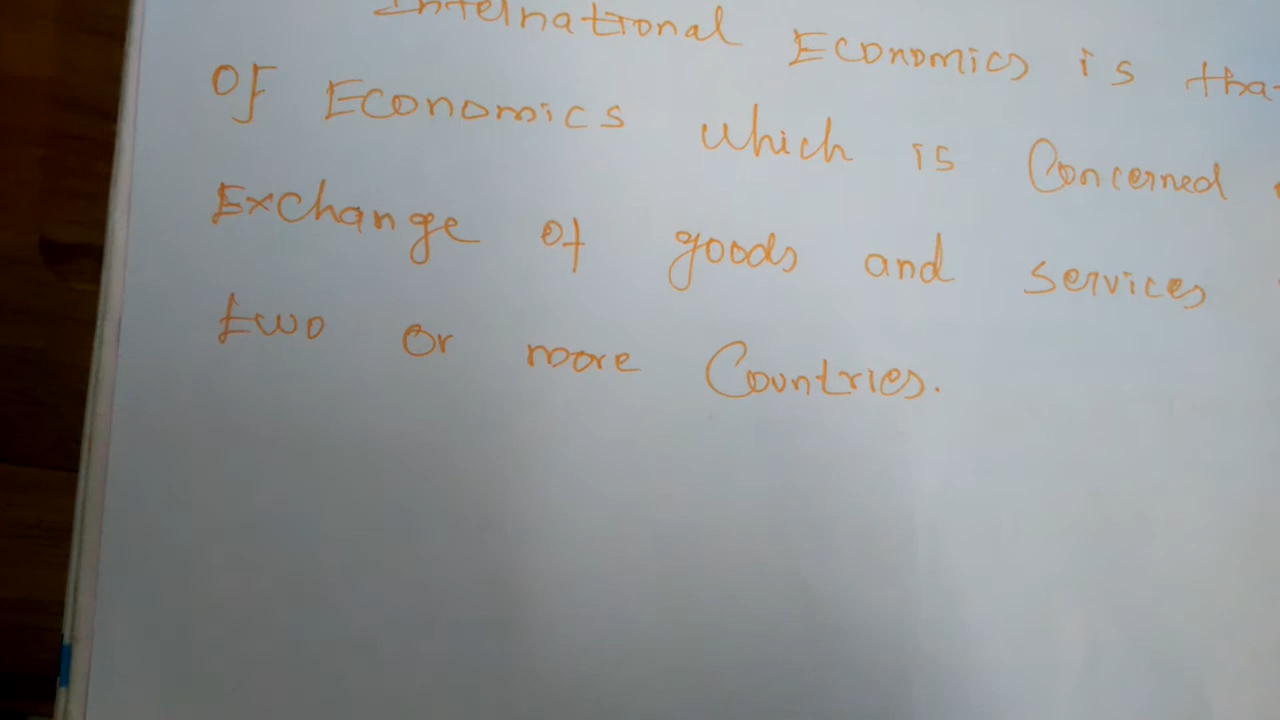 International Economics is tha
Of Economics which is Concerned
Exchange of goods and services
two or more Countries.